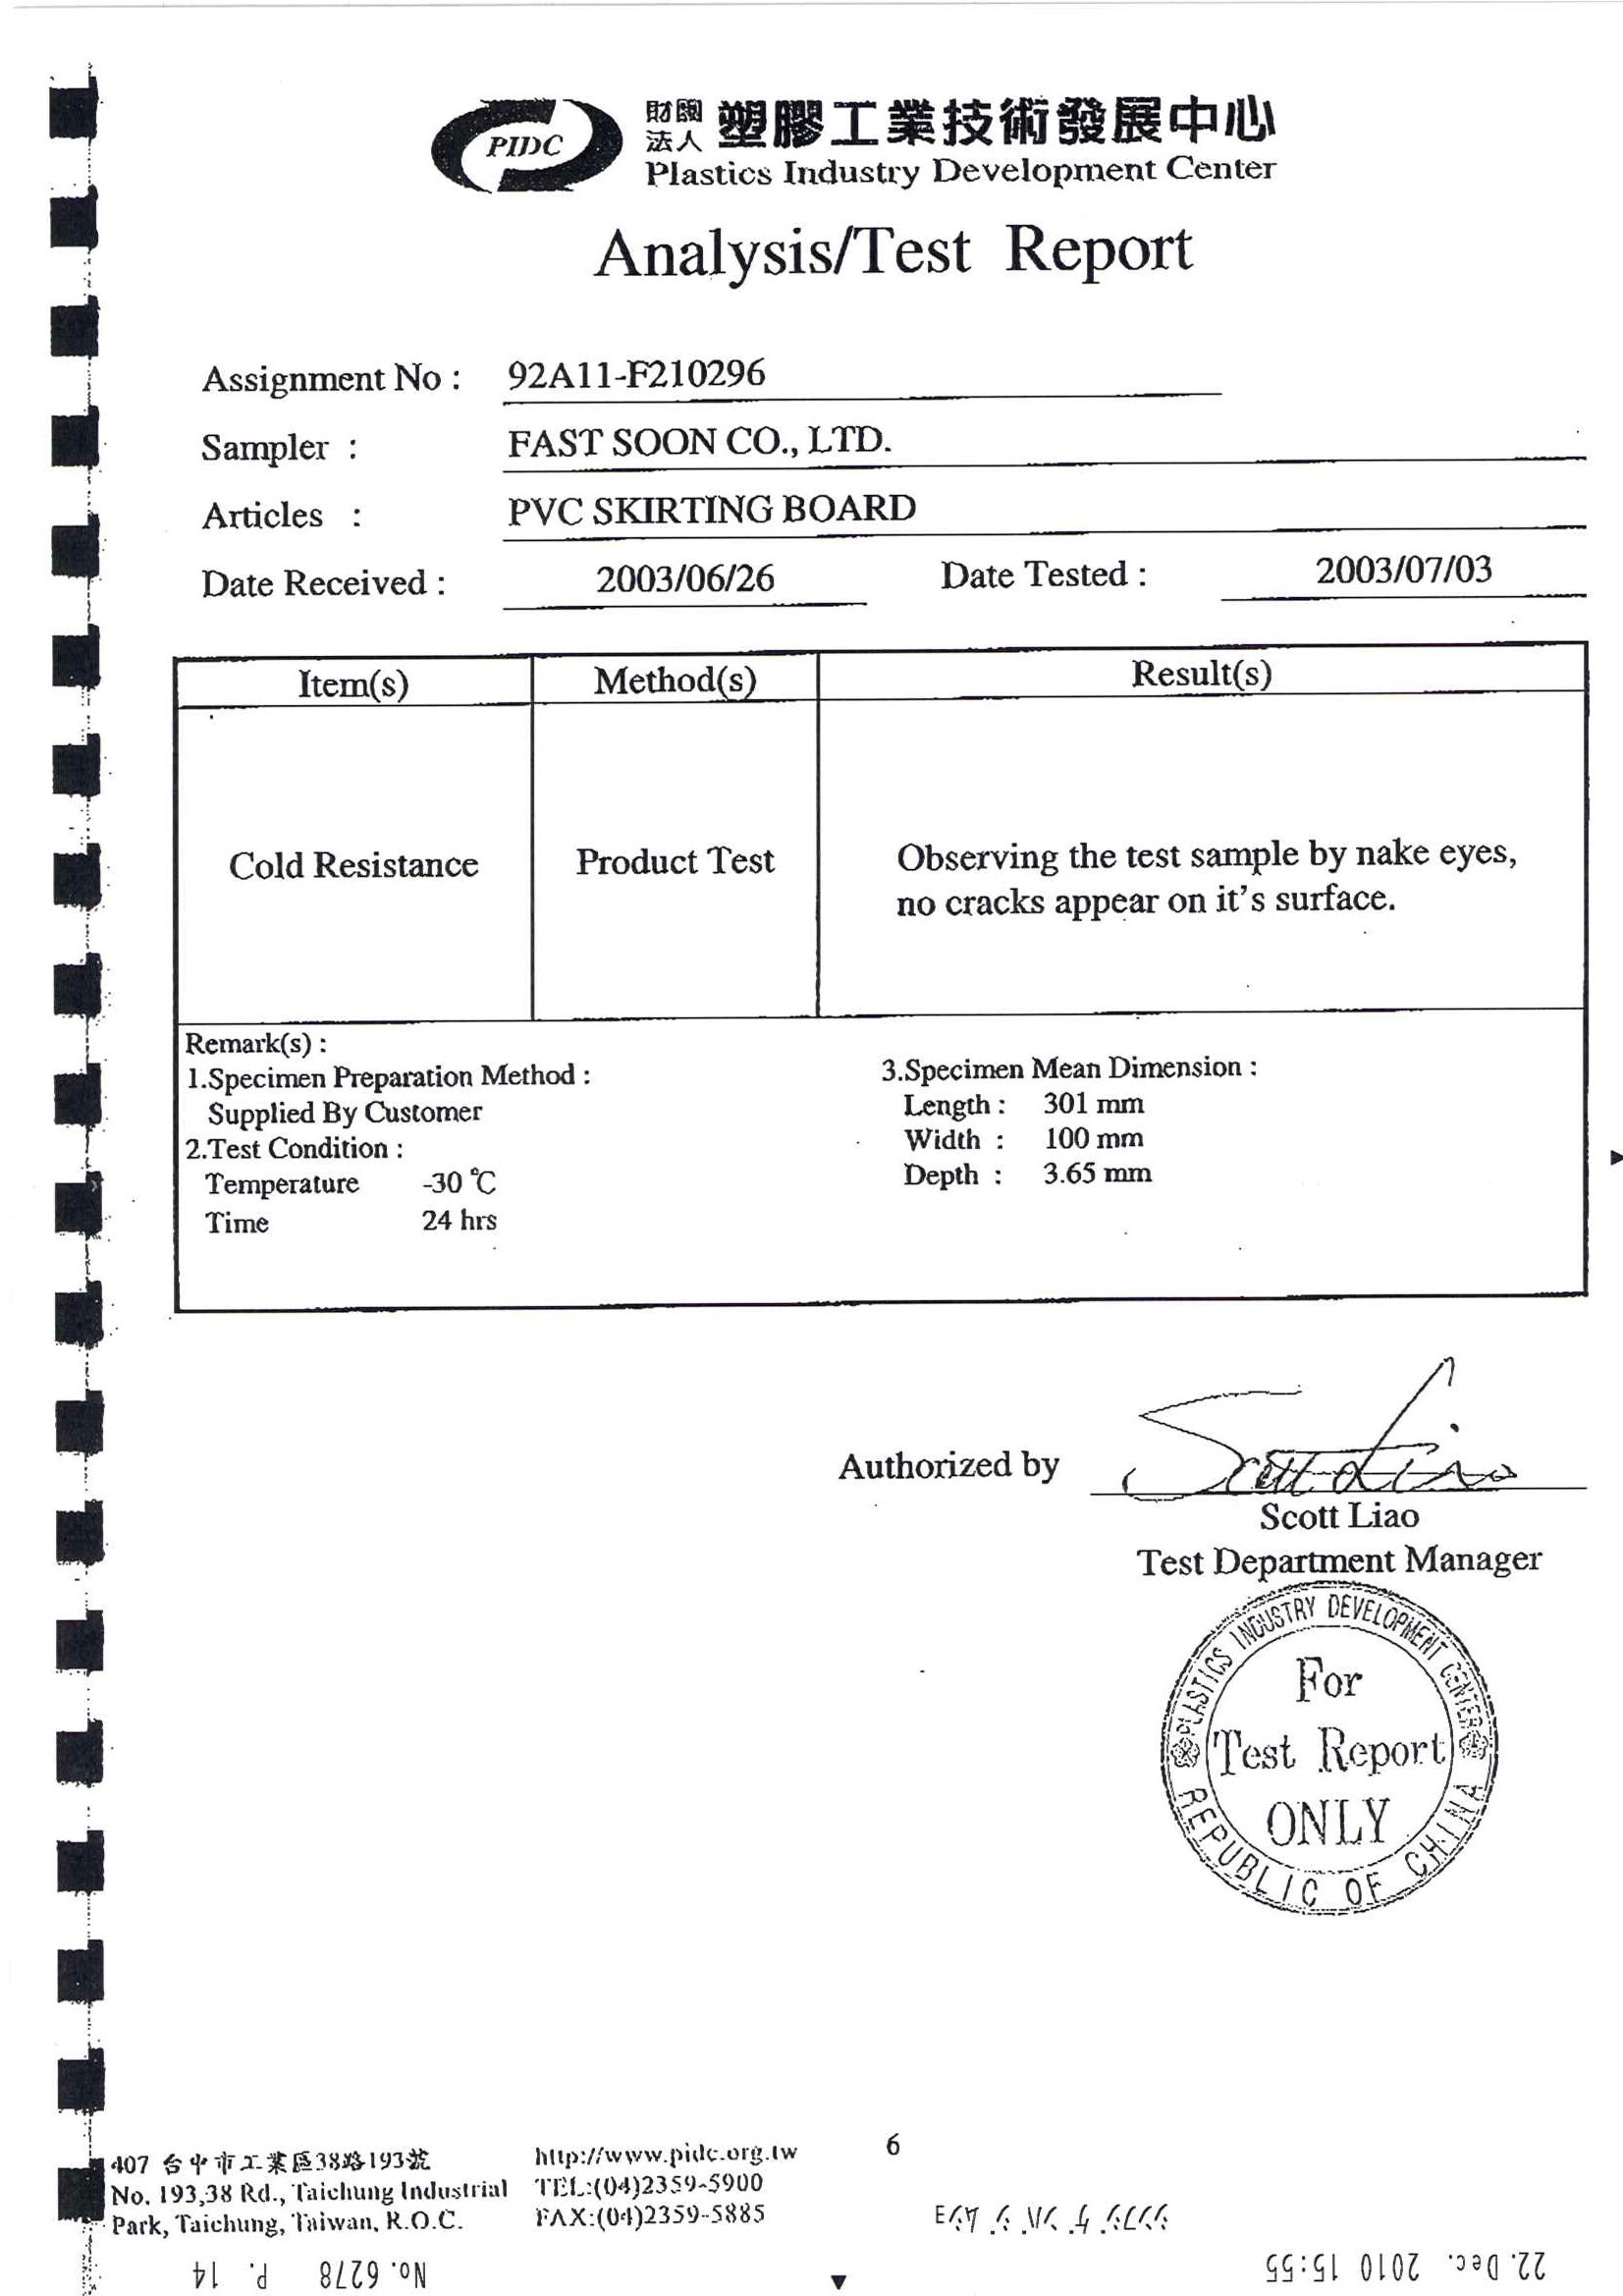 PIDC
財團法人 塑膠工業技術發展中心
Plastics Industry Development Center
Analysis/Test Report
Assignment No : 92A11-F210296
Sampler : FAST SOON CO., LTD.
Articles : PVC SKIRTING BOARD
Date Received : 2003/06/26 Date Tested : 2003/07/03
Item(s) Method(s) Result(s)
Cold Resistance Product Test Observing the test sample by nake eyes,
no cracks appear on it's surface.
Remark(s) :
1.Specimen Preparation Method :
Supplied By Customer
2.Test Condition :
Temperature -30 ℃
Time 24 hrs
3.Specimen Mean Dimension :
Length : 301 mm
Width : 100 mm
Depth : 3.65 mm
Authorized by Scott Liao
Scott Liao
Test Department Manager
PLASTICS INDUSTRY DEVELOPMENT CENTER
For
Test Report
ONLY
REPUBLIC OF CHINA
6
407 台中市工業區38路193號
No. 193,38 Rd., Taichung Industrial
Park, Taichung, Taiwan, R.O.C.
http://www.pidc.org.tw
TEL:(04)2359-5900
FAX:(04)2359-5885
22. Dec. 2010 15:55
No. 6278 P. 14